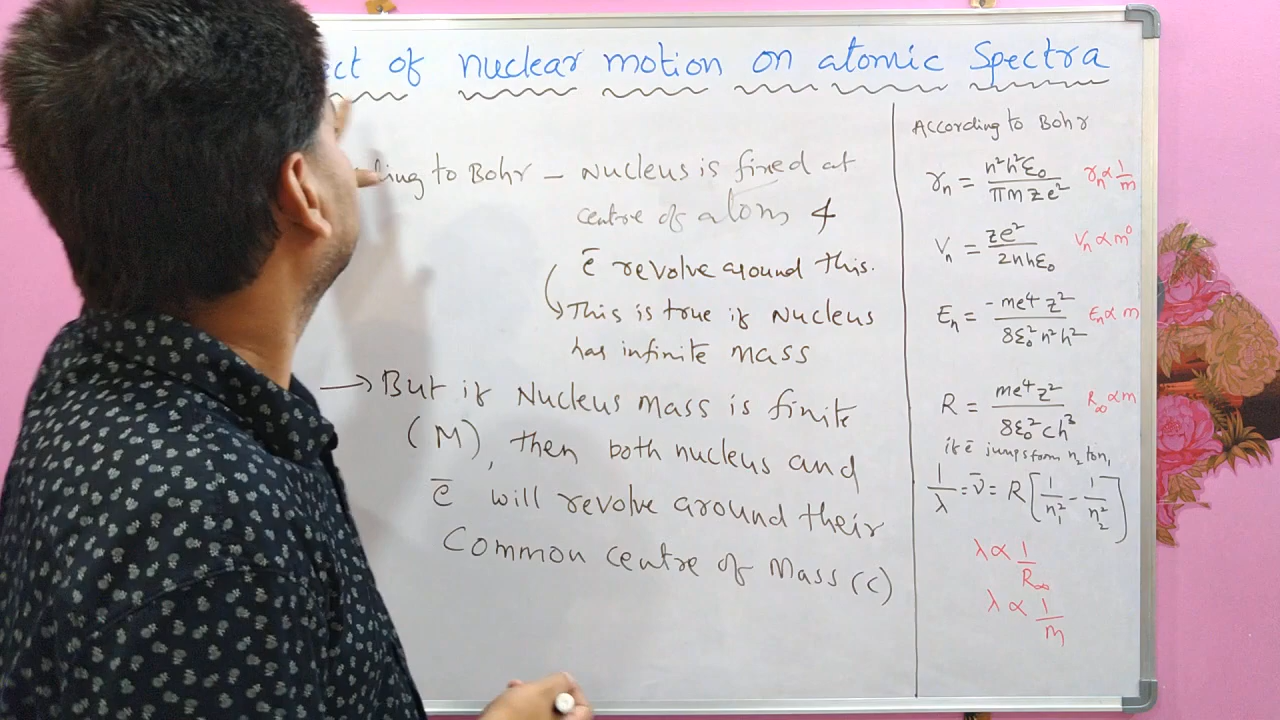 ect of nuclear motion on atomic Spectra
ding to Bohr – Nucleus is fixed at
centre of atom &
e̅ revolve around this.
This is true if Nucleus
has infinite mass
→ But if Nucleus mass is finite
(M), then both nucleus and
e̅ will revolve around their
Common centre of Mass (C)
According to Bohr
rₙ = n²h²ε₀ / πmze² rₙ ∝ 1/m
Vₙ = ze² / 2nhε₀ Vₙ ∝ m⁰
Eₙ = -me⁴z² / 8ε₀²n²h² Eₙ ∝ m
R = me⁴z² / 8ε₀²ch³ R∞ ∝ m
if e̅ jumps from n₂ to n₁
1/λ = ν̅ = R[1/n₁² - 1/n₂²]
λ ∝ 1/R∞
λ ∝ 1/m